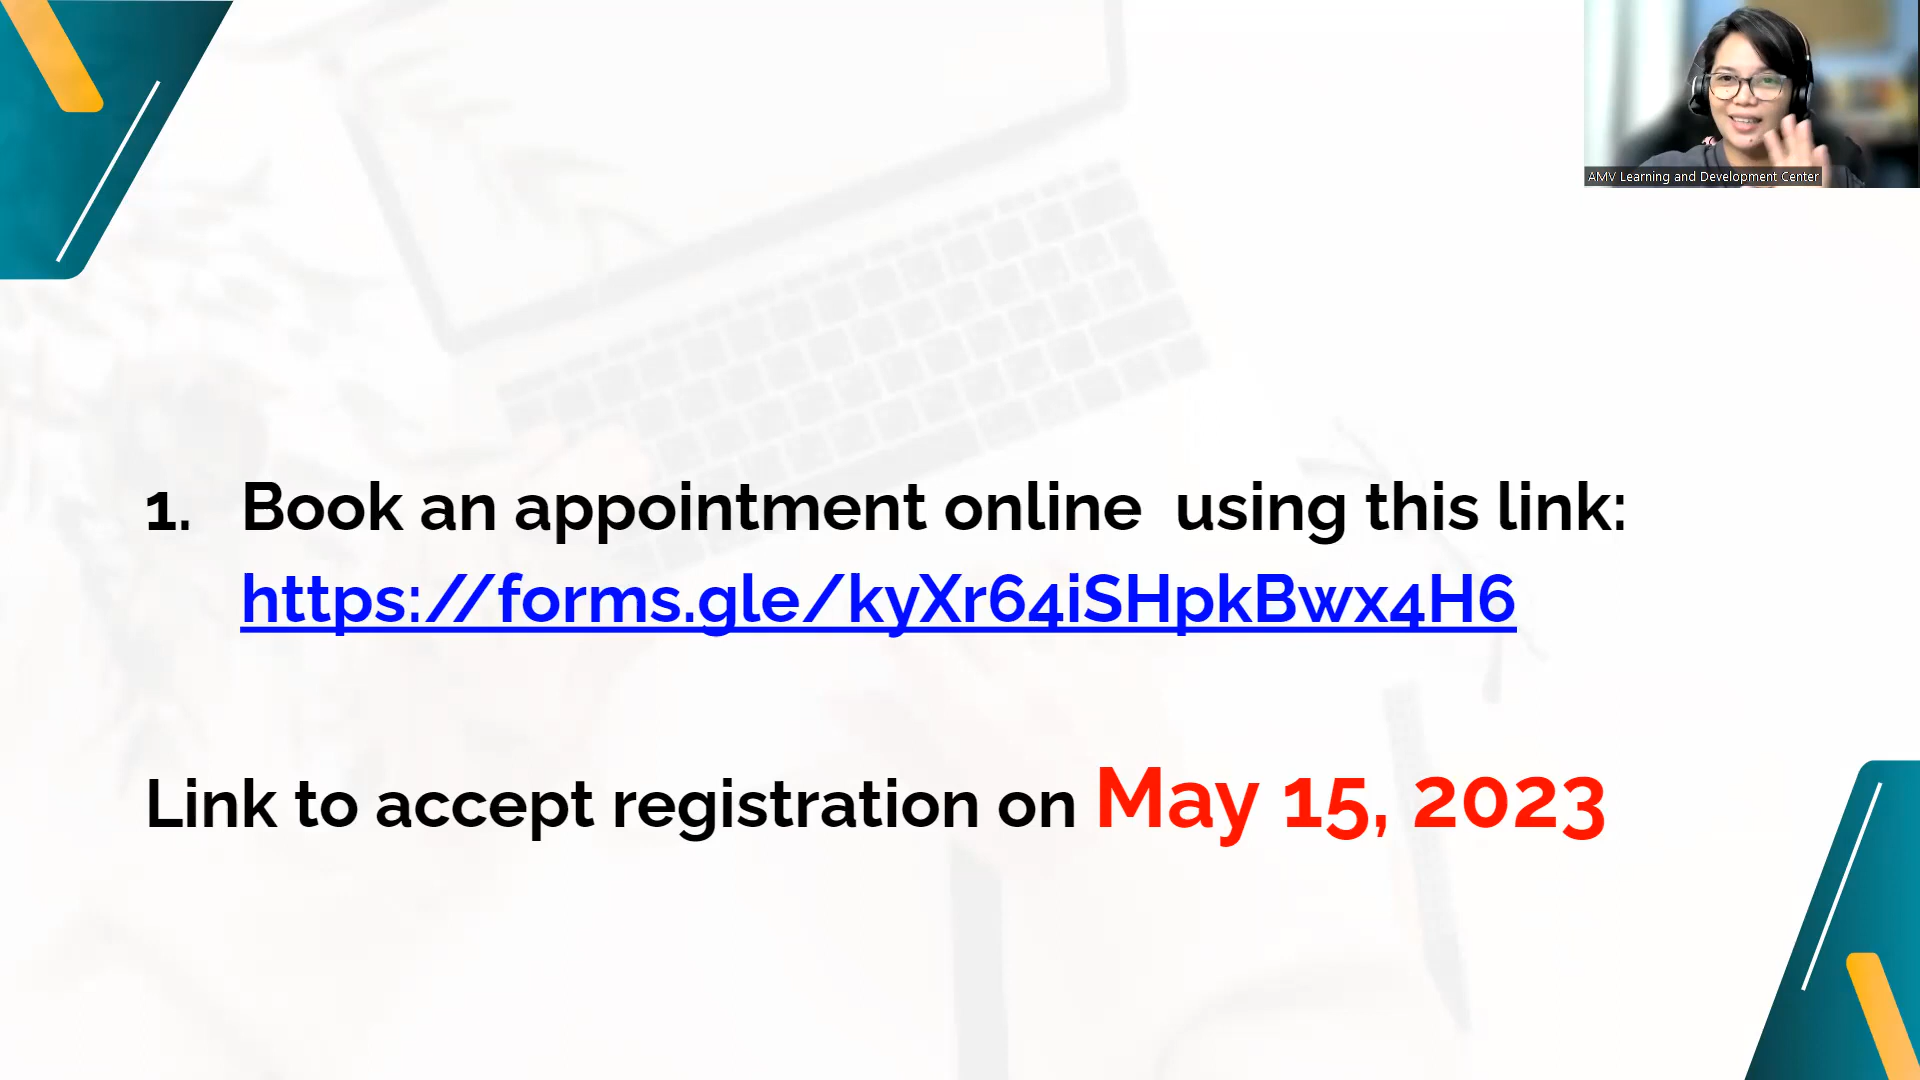 AMV Learning and Development Center
1. Book an appointment online using this link:
https://forms.gle/kyXr64iSHpkBwx4H6
Link to accept registration on May 15, 2023